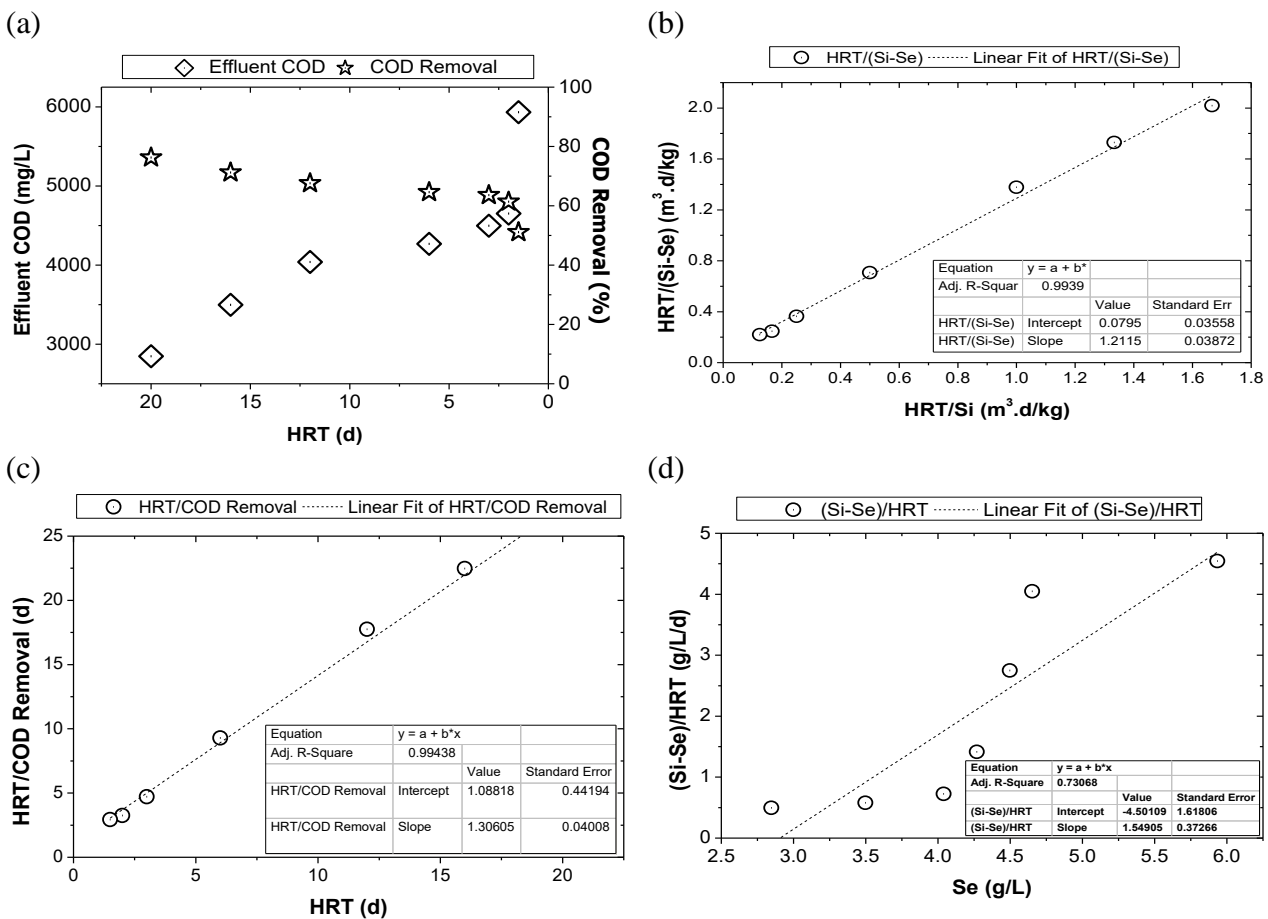 (a)
Effluent COD COD Removal
6000
5000
4000
3000
Effluent COD (mg/L)
100
80
60
40
20
0
COD Removal (%)
20 15 10 5 0
HRT (d)
(b)
HRT/(Si-Se) Linear Fit of HRT/(Si-Se)
2.0
1.6
1.2
0.8
0.4
0.0
HRT/(Si-Se) (m³.d/kg)
Equation y = a + b*
Adj. R-Squar 0.9939
Value Standard Err
HRT/(Si-Se) Intercept 0.0795 0.03558
HRT/(Si-Se) Slope 1.2115 0.03872
0.0 0.2 0.4 0.6 0.8 1.0 1.2 1.4 1.6 1.8
HRT/Si (m³.d/kg)
(c)
HRT/COD Removal Linear Fit of HRT/COD Removal
25
20
15
10
5
0
HRT/COD Removal (d)
Equation y = a + b*x
Adj. R-Square 0.99438
Value Standard Error
HRT/COD Removal Intercept 1.08818 0.44194
HRT/COD Removal Slope 1.30605 0.04008
0 5 10 15 20
HRT (d)
(d)
(Si-Se)/HRT Linear Fit of (Si-Se)/HRT
5
4
3
2
1
0
(Si-Se)/HRT (g/L/d)
Equation y = a + b*x
Adj. R-Square 0.73068
Value Standard Error
(Si-Se)/HRT Intercept -4.50109 1.61806
(Si-Se)/HRT Slope 1.54905 0.37266
2.5 3.0 3.5 4.0 4.5 5.0 5.5 6.0
Se (g/L)